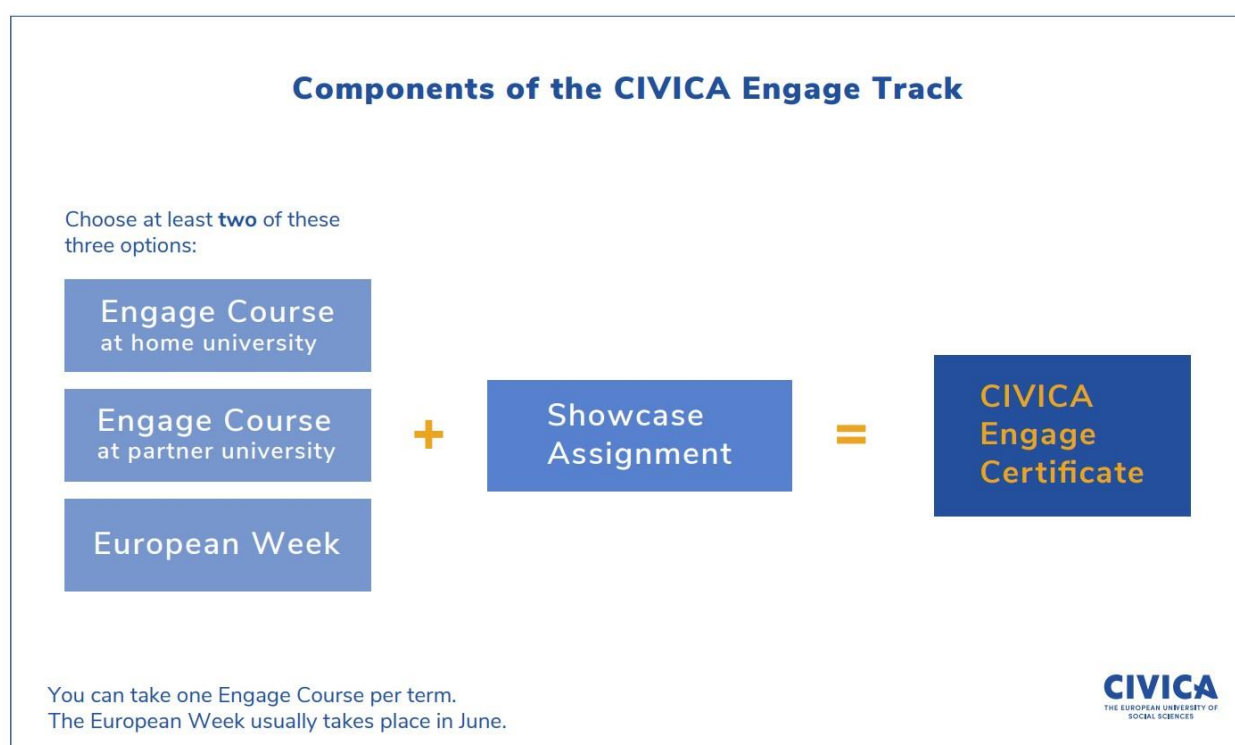 Components of the CIVICA Engage Track
Choose at least two of these
three options:
Engage Course
at home university
Engage Course
at partner university
European Week
+
Showcase
Assignment
=
CIVICA
Engage
Certificate
You can take one Engage Course per term.
The European Week usually takes place in June.
CIVICA
THE EUROPEAN UNIVERSITY OF
SOCIAL SCIENCES